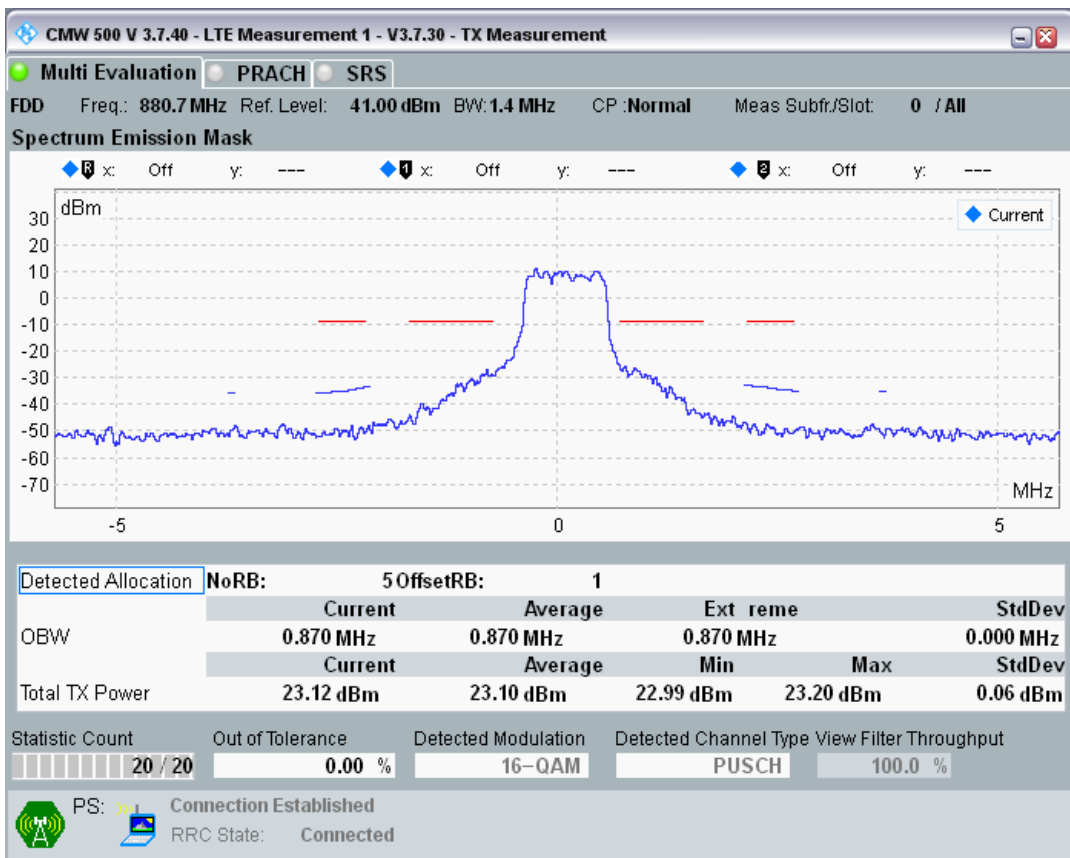 CMW 500 V 3.7.40 - LTE Measurement 1 - V3.7.30 - TX Measurement
Multi Evaluation PRACH SRS
FDD Freq.: 880.7 MHz Ref. Level: 41.00 dBm BW: 1.4 MHz CP :Normal Meas Subfr./Slot: 0 / All
Spectrum Emission Mask
R x: Off y: --- 1 x: Off y: --- 2 x: Off y: ---
dBm
Current
30
20
10
0
-10
-20
-30
-40
-50
-60
-70
MHz
-5 0 5
Detected Allocation NoRB: 5 OffsetRB: 1
Current Average Ext reme StdDev
OBW 0.870 MHz 0.870 MHz 0.870 MHz 0.000 MHz
Current Average Min Max StdDev
Total TX Power 23.12 dBm 23.10 dBm 22.99 dBm 23.20 dBm 0.06 dBm
Statistic Count Out of Tolerance Detected Modulation Detected Channel Type View Filter Throughput
20 / 20 0.00 % 16-QAM PUSCH 100.0 %
PS: Connection Established
RRC State: Connected